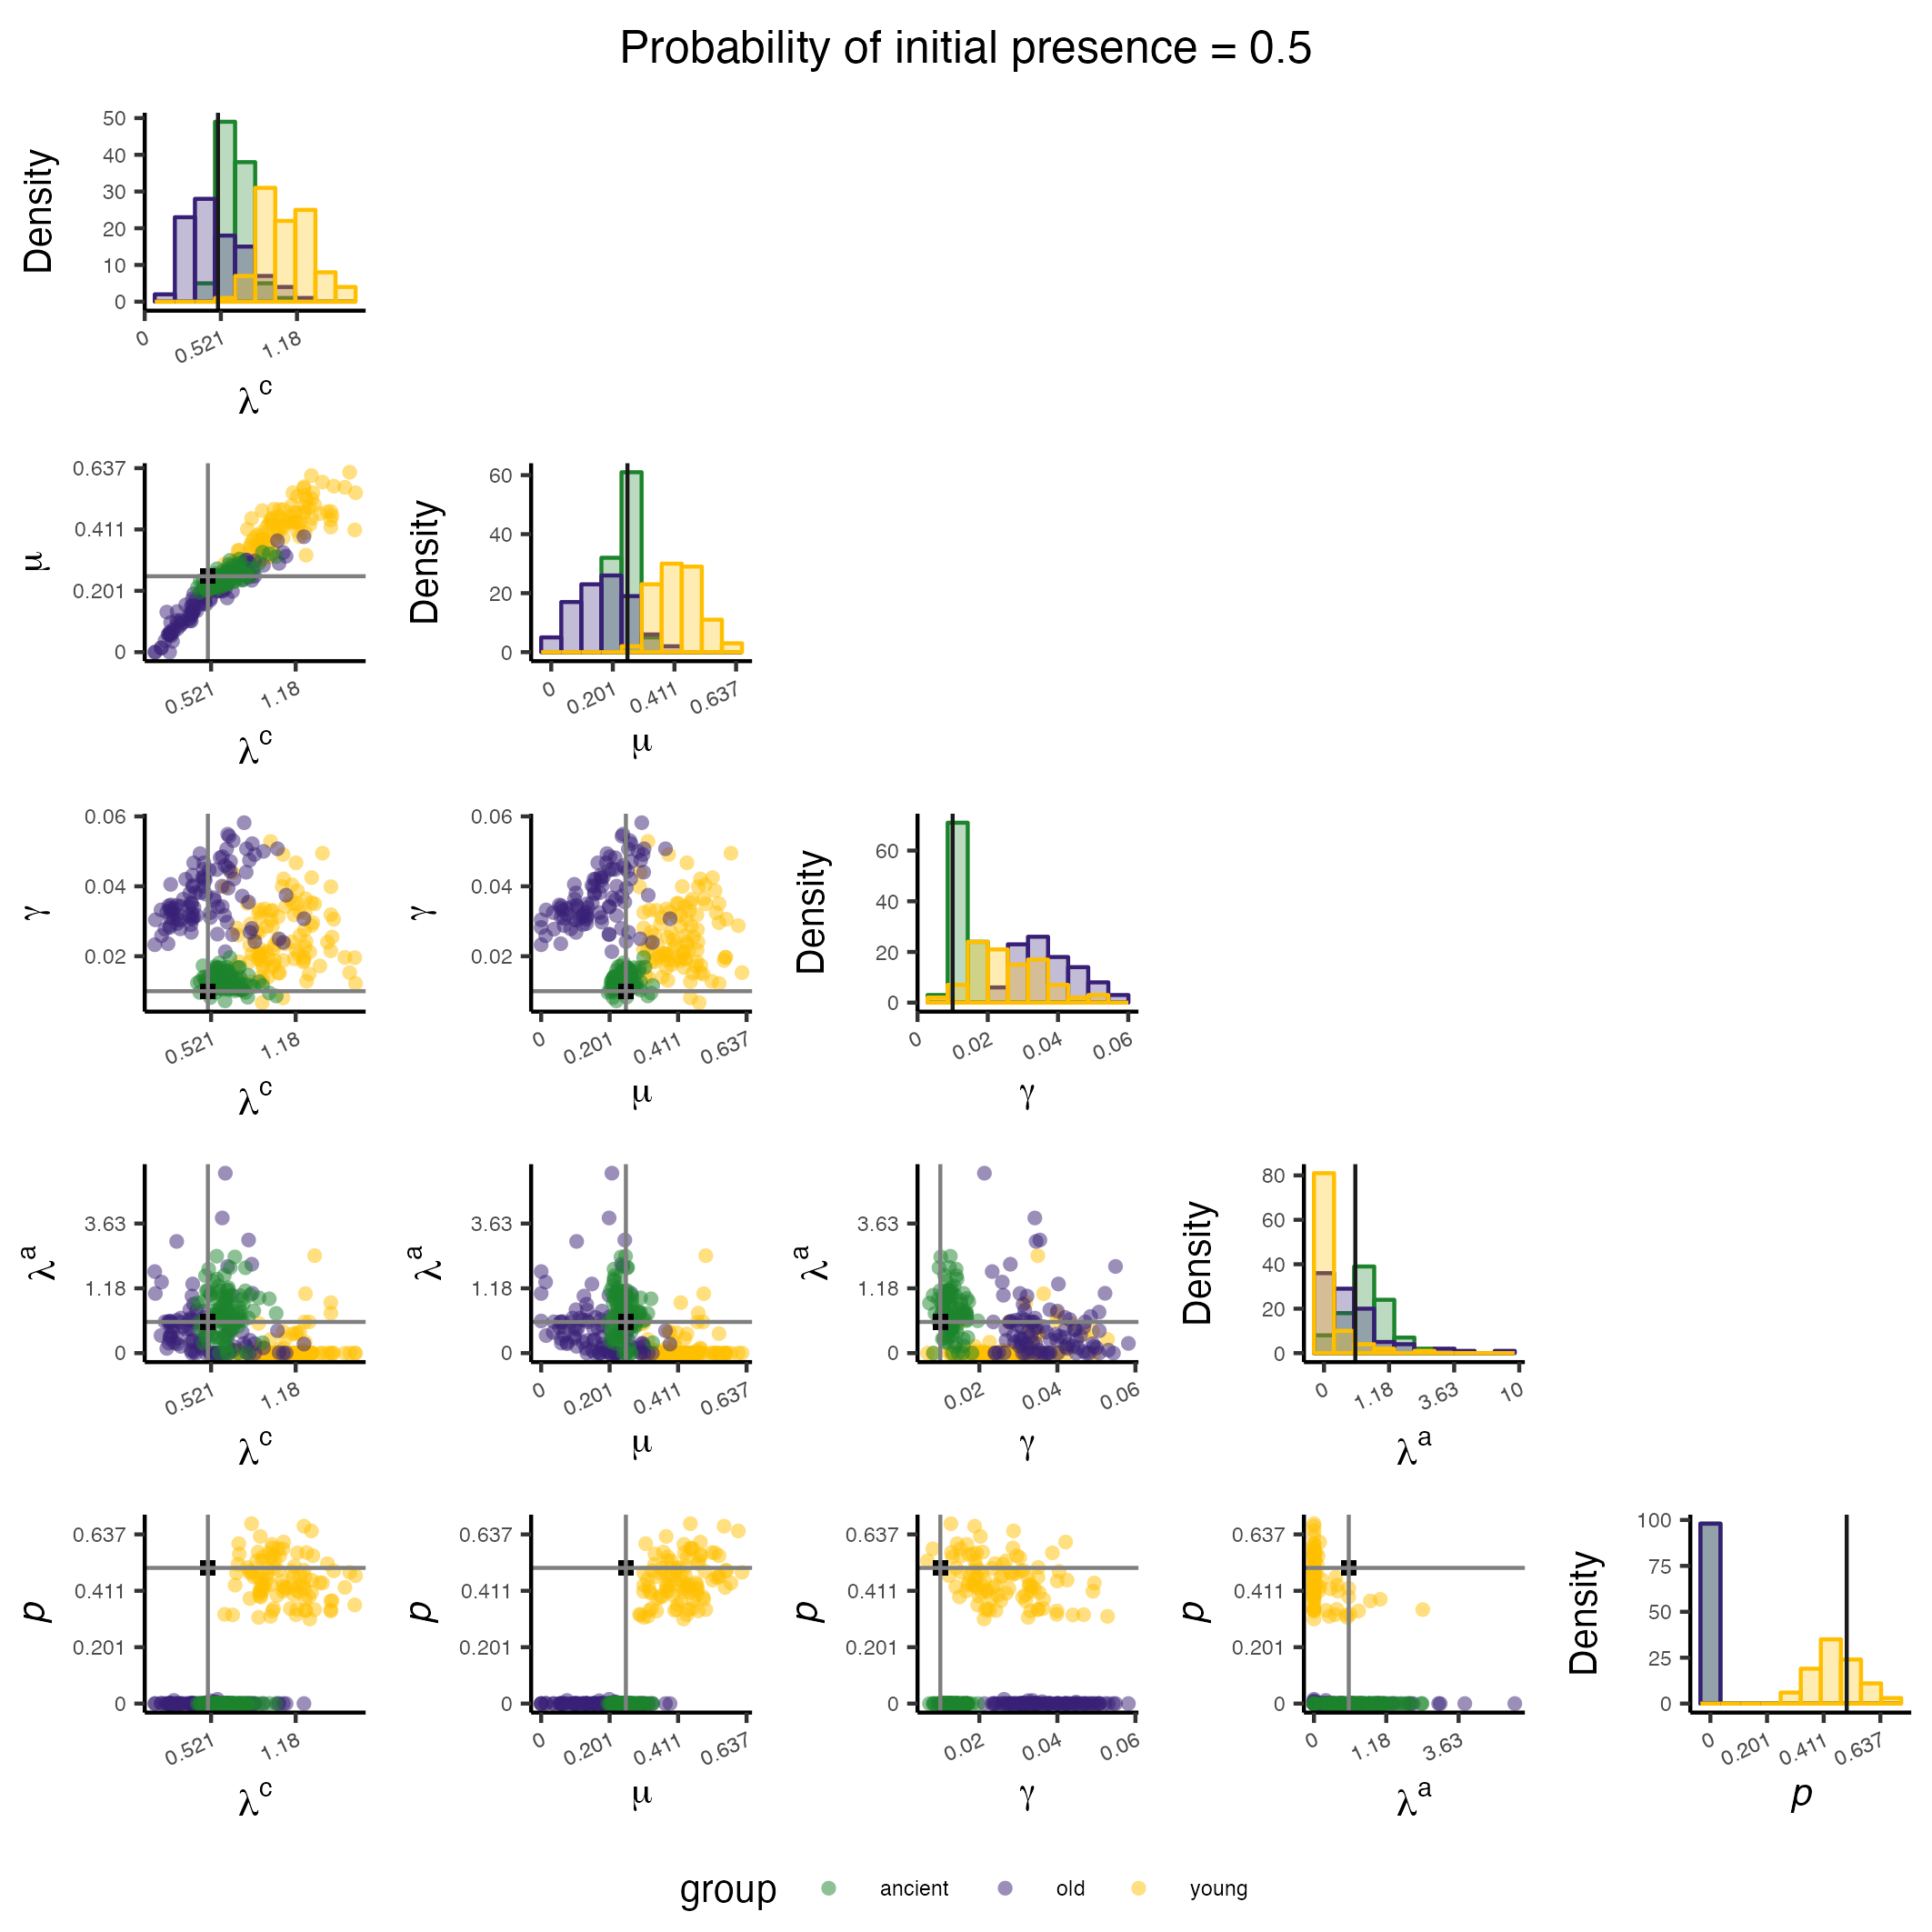 Probability of initial presence = 0.5
Density
50
40
30
20
10
0
0 0.521 1.18
λc
μ
0.637
0.411
0.201
0
0.521 1.18
λc
Density
60
40
20
0
0 0.201 0.411 0.637
μ
γ
0.06
0.04
0.02
0.521 1.18
λc
γ
0.06
0.04
0.02
0 0.201 0.411 0.637
μ
Density
60
40
20
0
0 0.02 0.04 0.06
γ
λa
3.63
1.18
0
0.521 1.18
λc
λa
3.63
1.18
0
0 0.201 0.411 0.637
μ
λa
3.63
1.18
0
0.02 0.04 0.06
γ
Density
80
60
40
20
0
0 1.18 3.63 10
λa
p
0.637
0.411
0.201
0
0.521 1.18
λc
p
0.637
0.411
0.201
0
0 0.201 0.411 0.637
μ
p
0.637
0.411
0.201
0
0.02 0.04 0.06
γ
p
0.637
0.411
0.201
0
0 1.18 3.63
λa
Density
100
75
50
25
0
0 0.201 0.411 0.637
p
group ancient old young